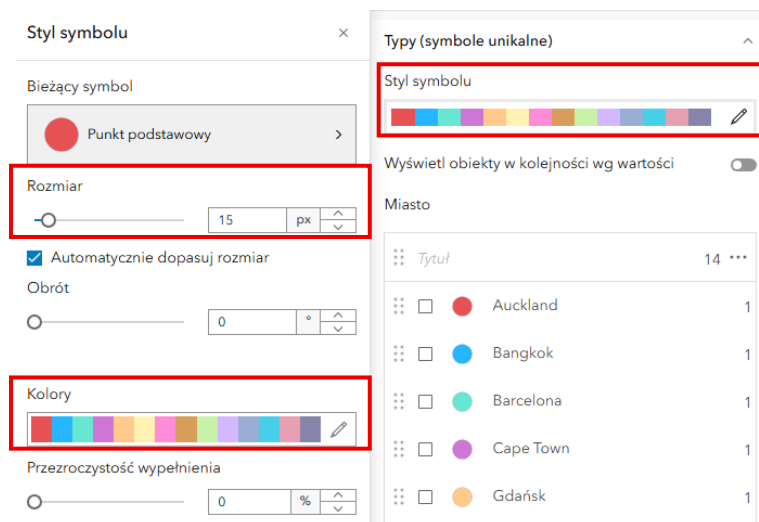 Styl symbolu
Bieżący symbol
Punkt podstawowy
Rozmiar
15 px
Automatycznie dopasuj rozmiar
Obrót
0 °
Kolory
Przezroczystość wypełnienia
0 %
Typy (symbole unikalne)
Styl symbolu
Wyświetl obiekty w kolejności wg wartości
Miasto
Tytuł 14
Auckland 1
Bangkok 1
Barcelona 1
Cape Town 1
Gdańsk 1